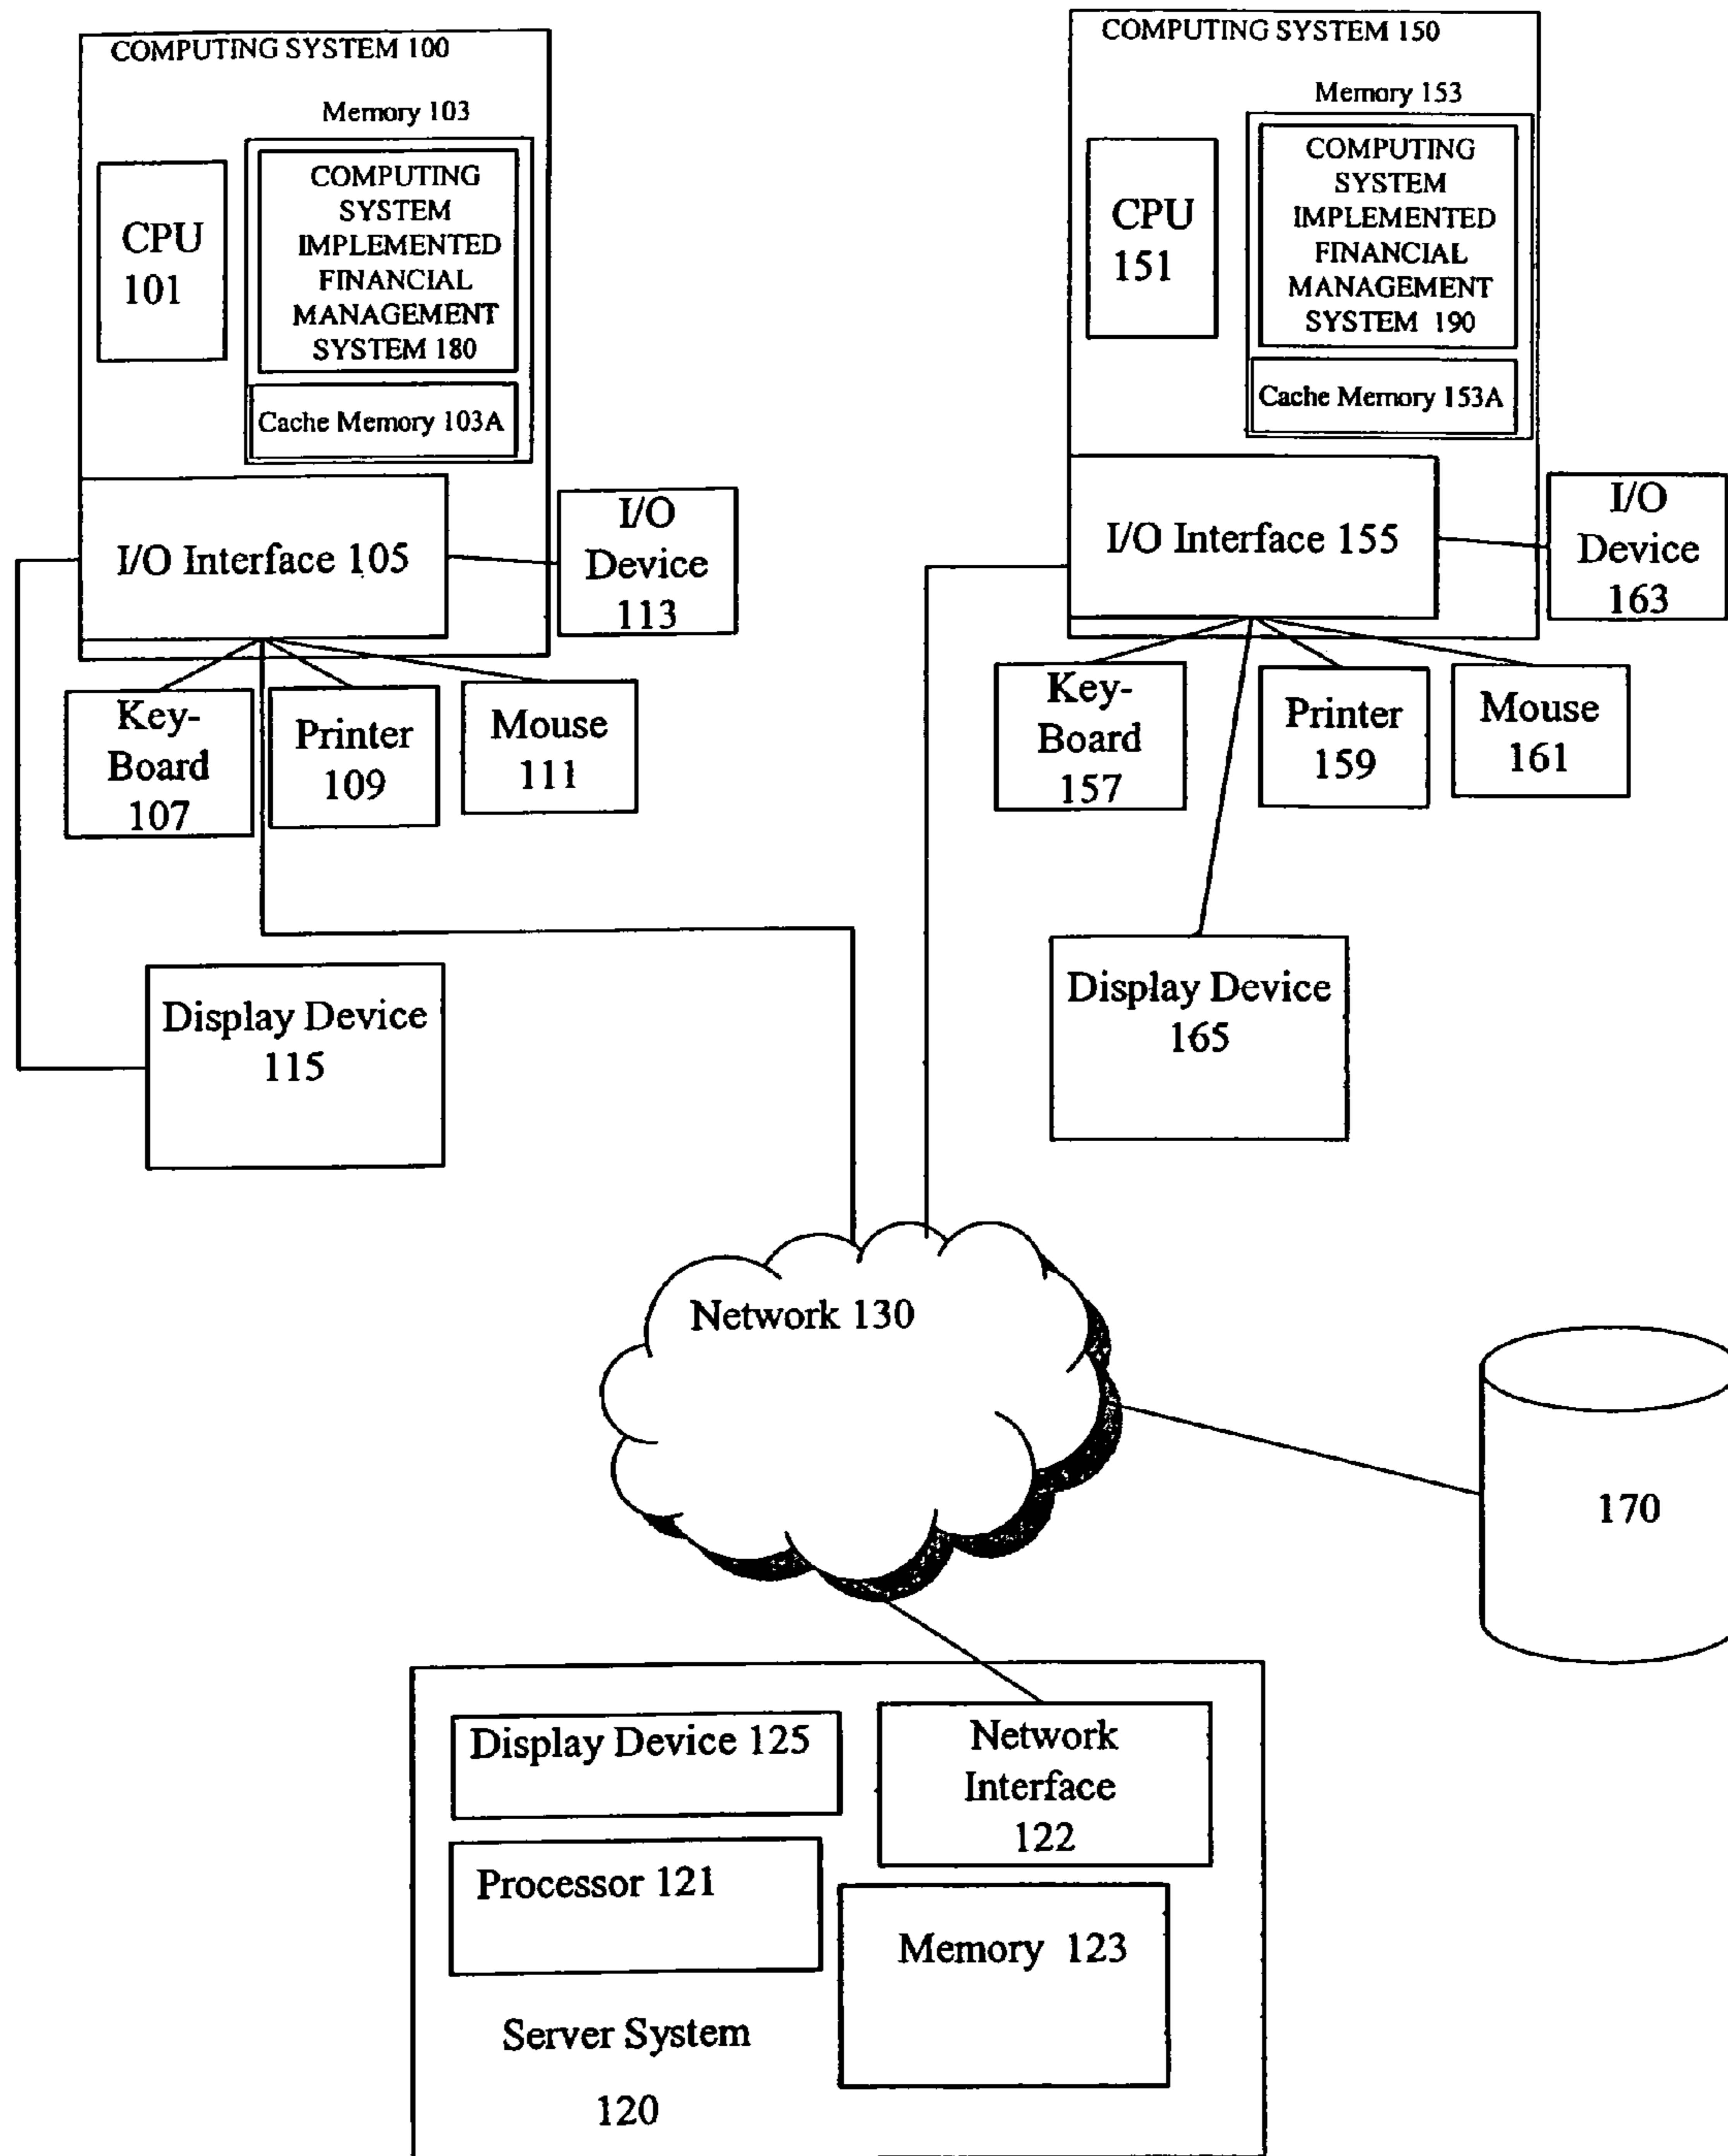 COMPUTING SYSTEM 100
Memory 103
CPU
101
COMPUTING
SYSTEM
IMPLEMENTED
FINANCIAL
MANAGEMENT
SYSTEM 180
Cache Memory 103A
I/O Interface 105
I/O
Device
113
Key-
Board
107
Printer
109
Mouse
111
Display Device
115
COMPUTING SYSTEM 150
Memory 153
CPU
151
COMPUTING
SYSTEM
IMPLEMENTED
FINANCIAL
MANAGEMENT
SYSTEM 190
Cache Memory 153A
I/O Interface 155
I/O
Device
163
Key-
Board
157
Printer
159
Mouse
161
Display Device
165
Network 130
170
Display Device 125
Network
Interface
122
Processor 121
Memory 123
Server System
120